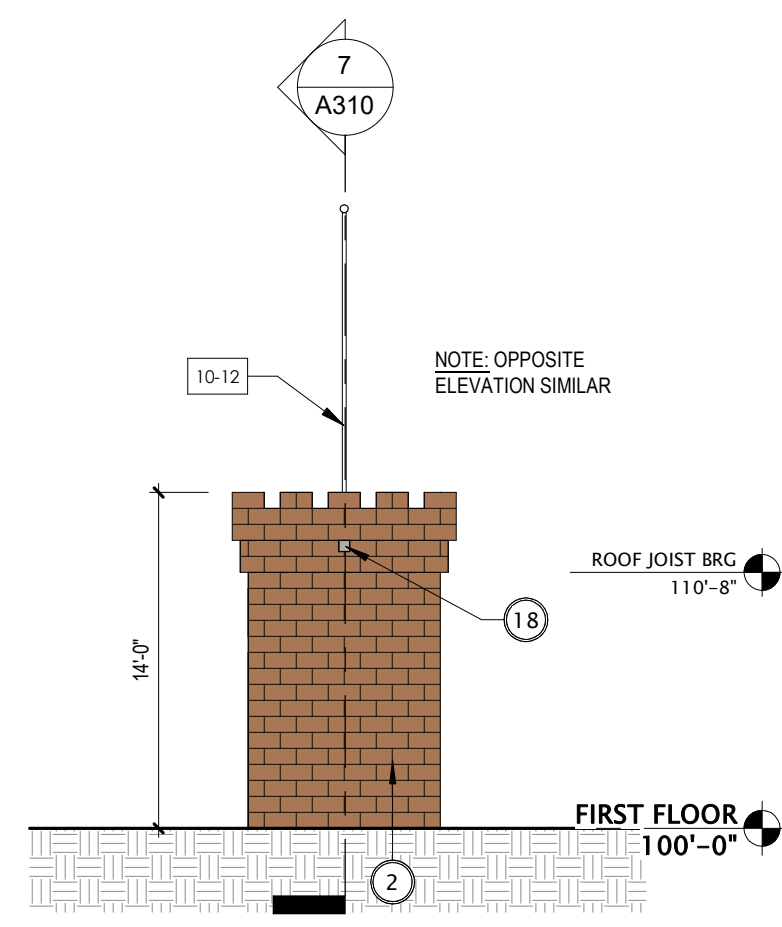 7
A310
NOTE: OPPOSITE
ELEVATION SIMILAR
10-12
ROOF JOIST BRG
110'-8"
18
14'-0"
FIRST FLOOR
100'-0"
2